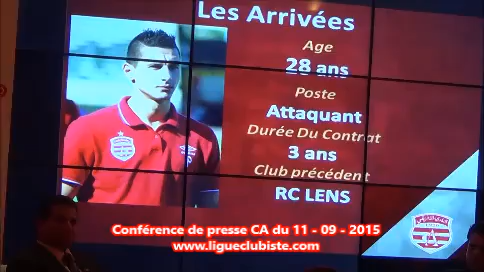 Les Arrivées
Age
28 ans
Poste
Attaquant
Durée Du Contrat
3 ans
Club précédent
RC LENS
Conférence de presse CA du 11 - 09 - 2015
www.ligueclubiste.com